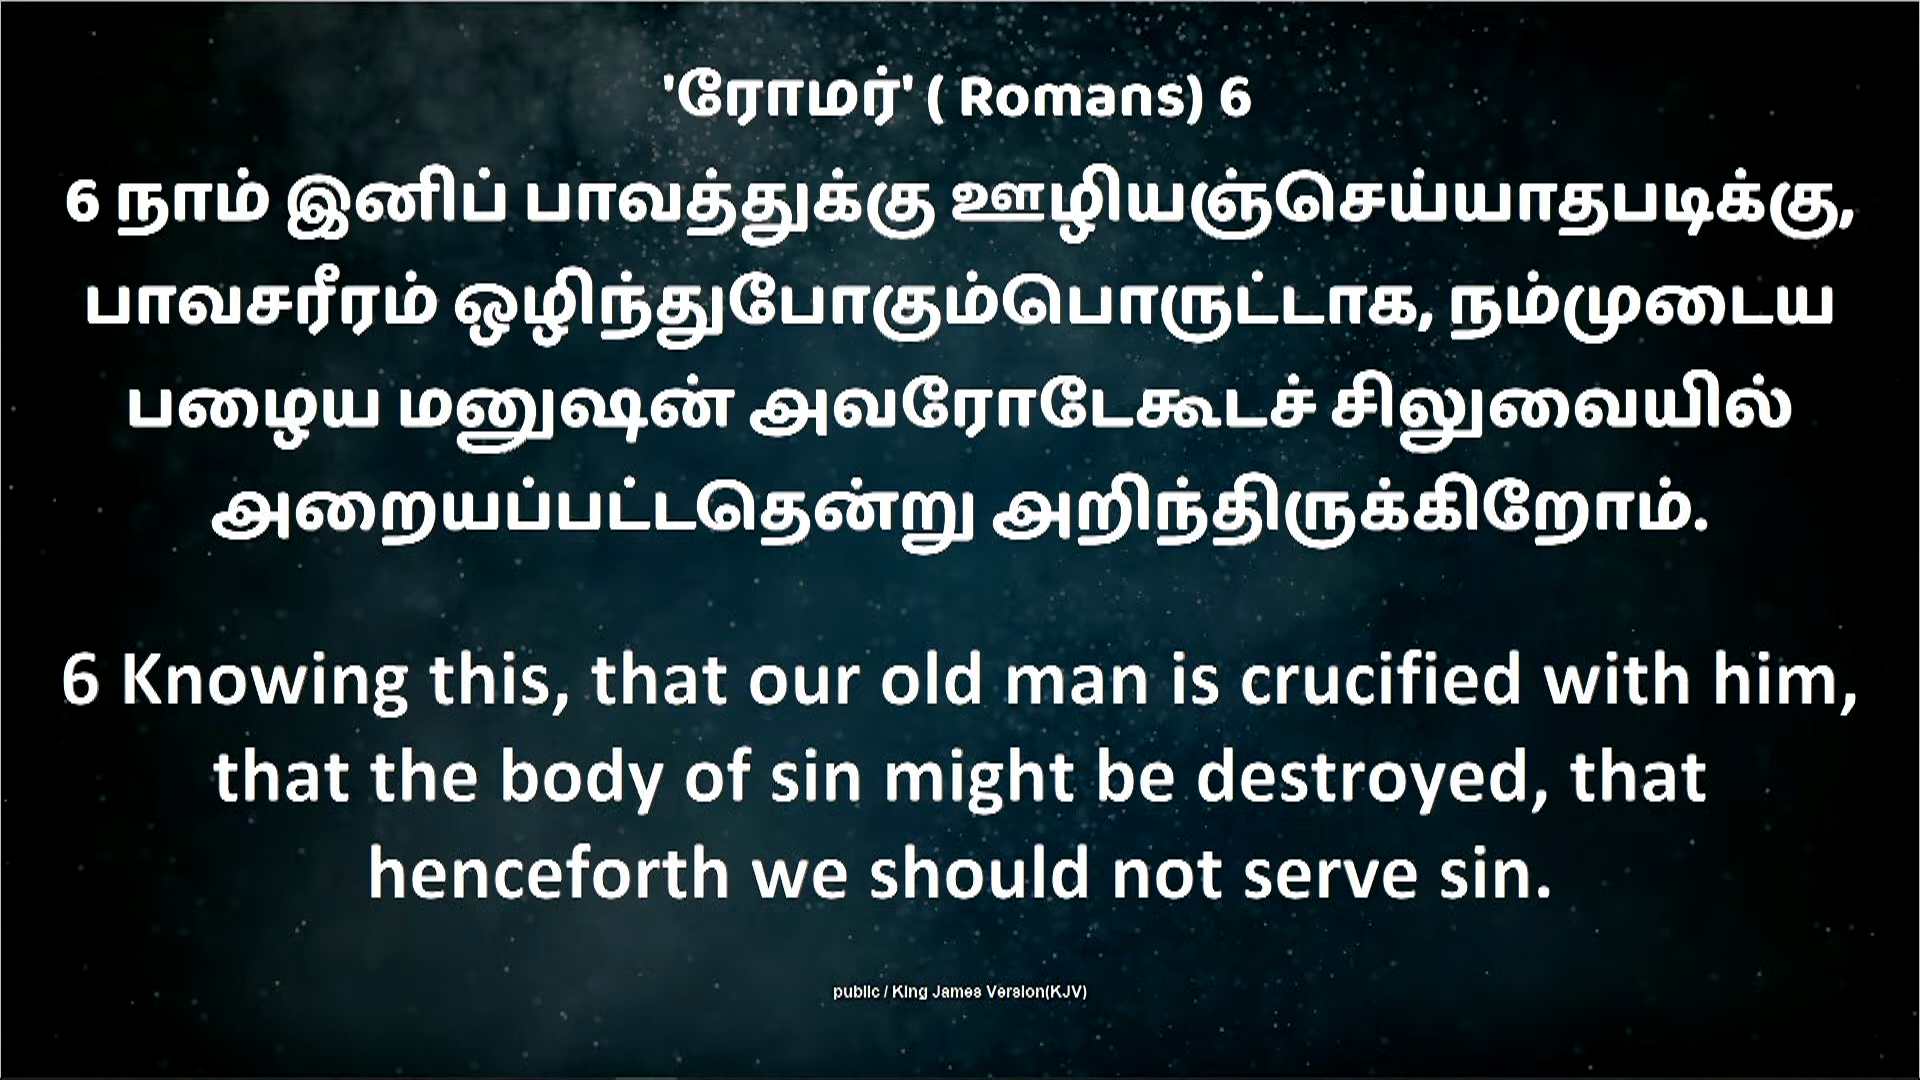 'ரோமர்' ( Romans) 6
6 நாம் இனிப் பாவத்துக்கு ஊழியஞ்செய்யாதபடிக்கு,
பாவசரீரம் ஒழிந்துபோகும்பொருட்டாக, நம்முடைய
பழைய மனுஷன் அவரோடேகூடச் சிலுவையில்
அறையப்பட்டதென்று அறிந்திருக்கிறோம்.
6 Knowing this, that our old man is crucified with him,
that the body of sin might be destroyed, that
henceforth we should not serve sin.
public / King James Version(KJV)